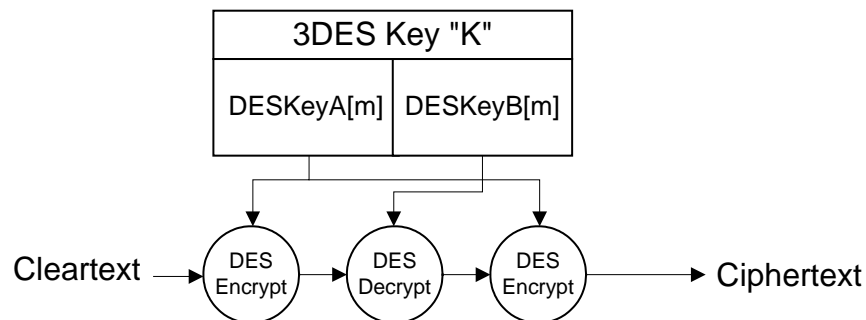 3DES Key "K"
DESKeyA[m]
DESKeyB[m]
Cleartext
DES
Encrypt
DES
Decrypt
DES
Encrypt
Ciphertext